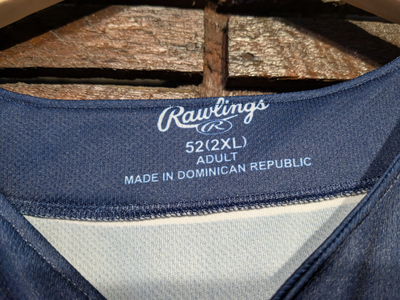 Rawlings
R
52(2XL)
ADULT
MADE IN DOMINICAN REPUBLIC